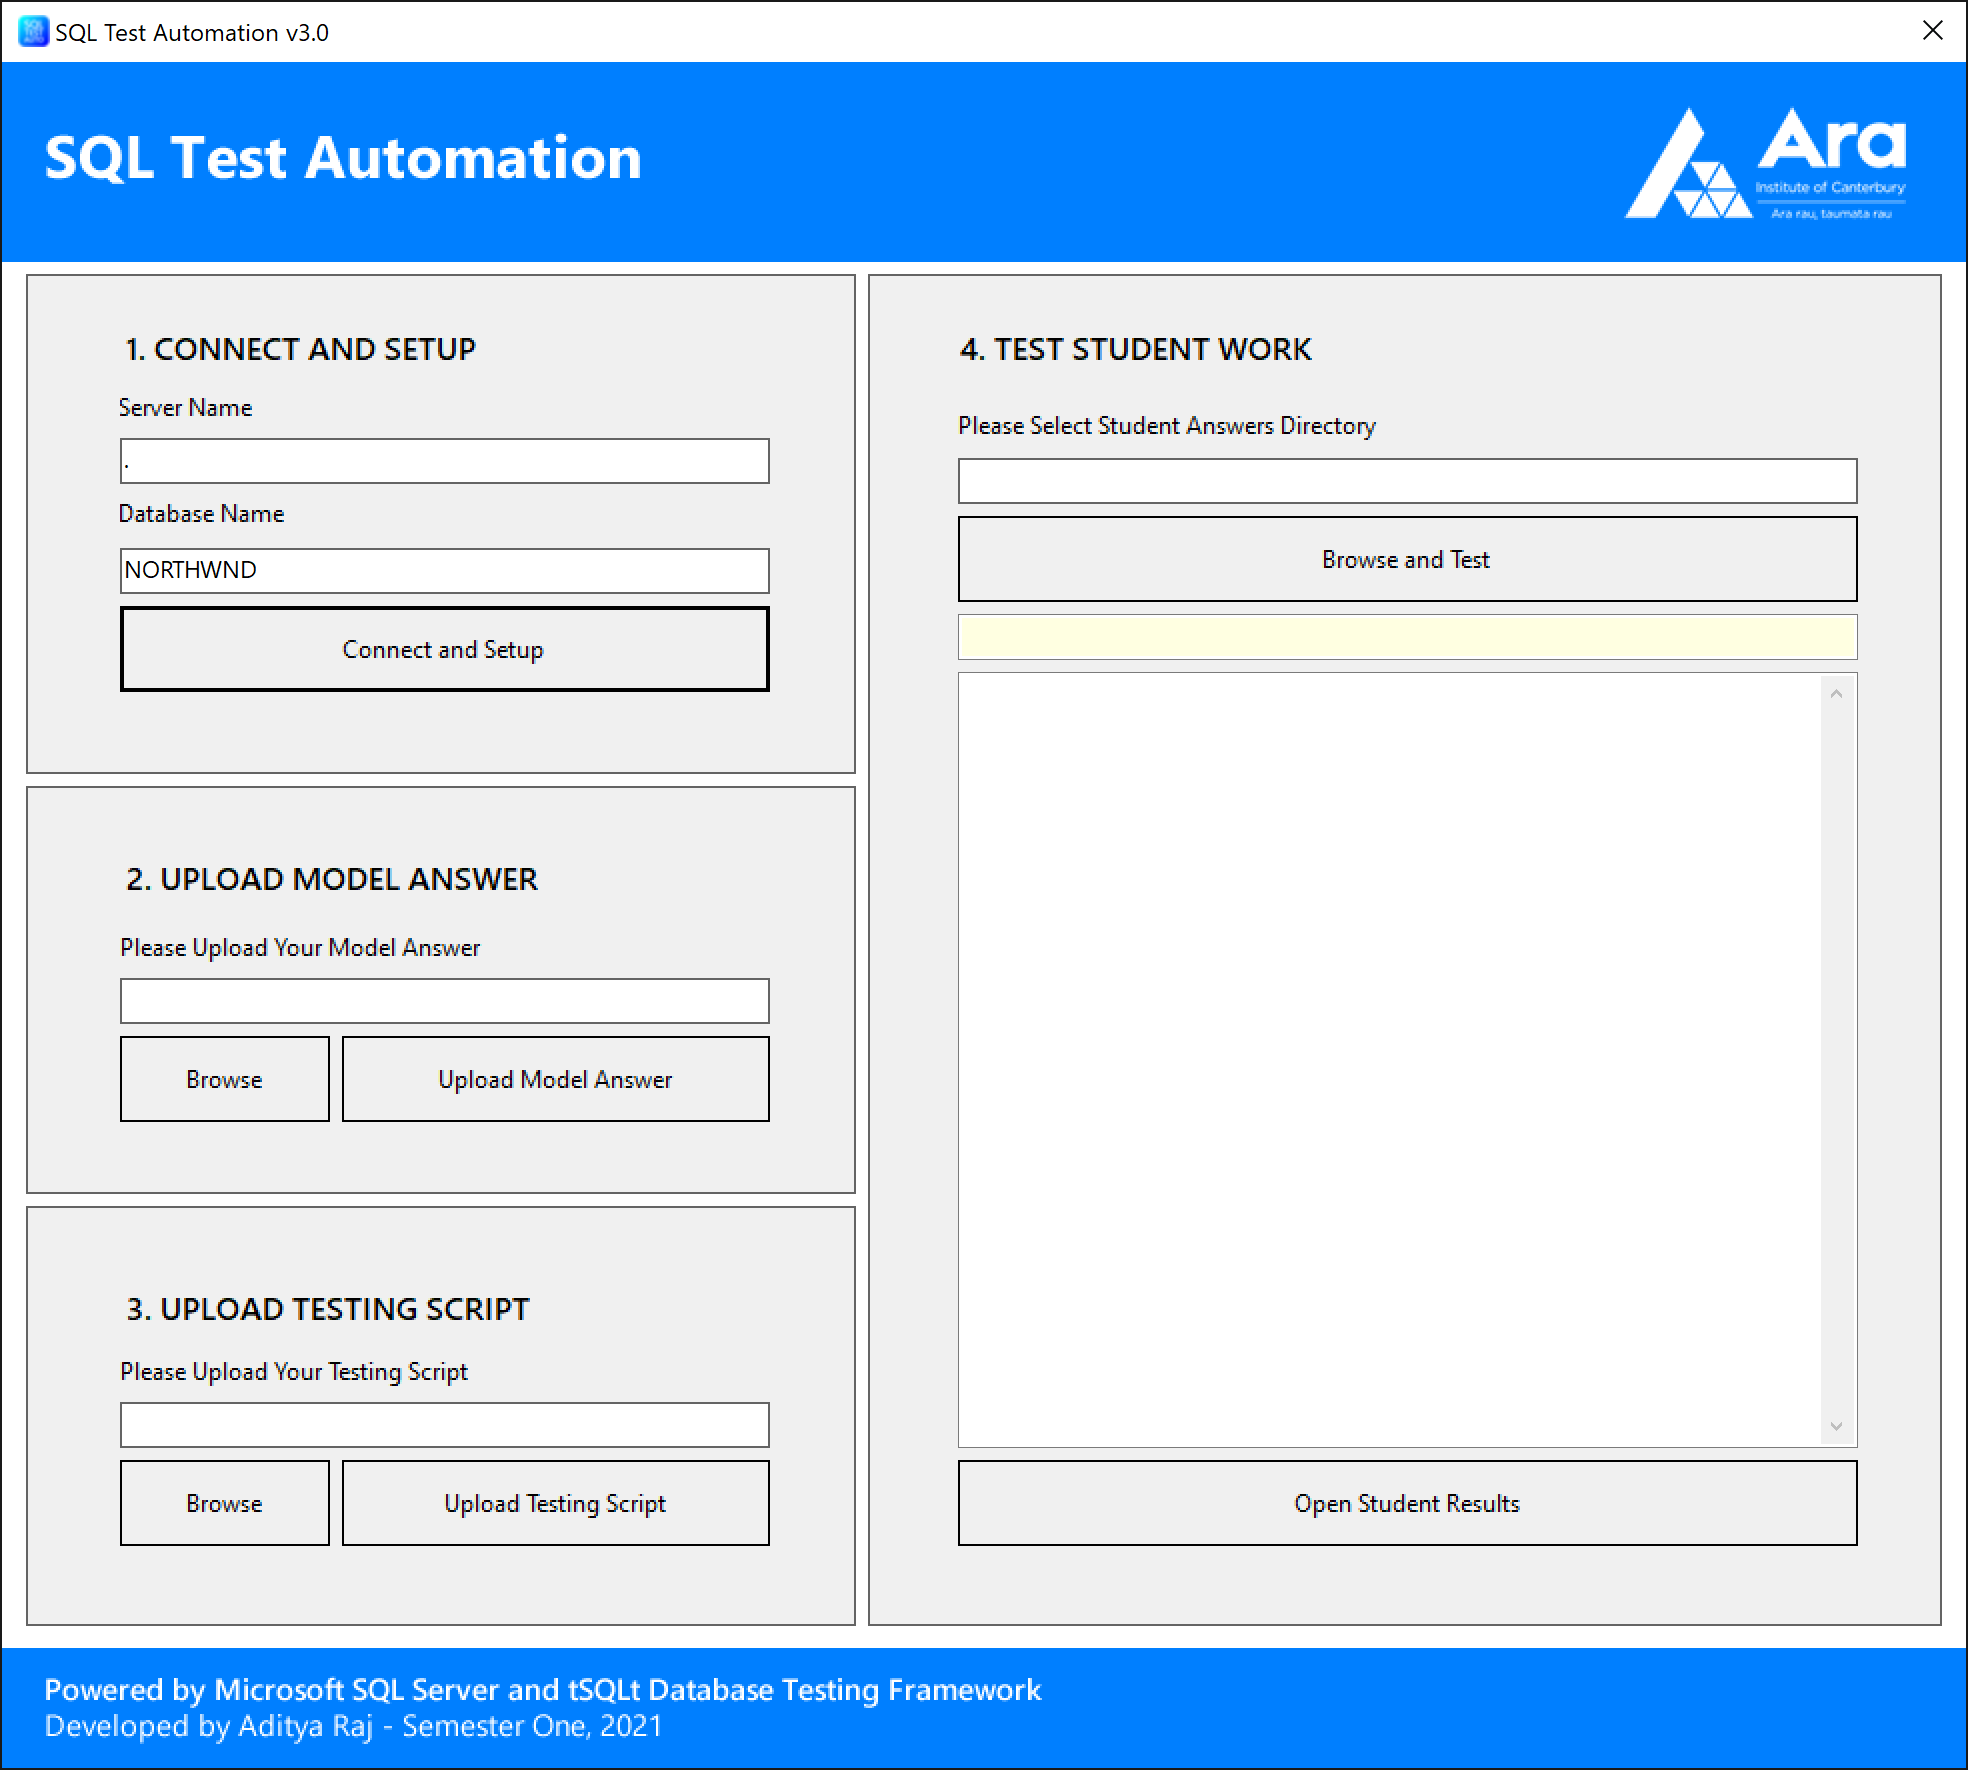 SQL Test Automation v3.0
SQL Test Automation
Ara
Institute of Canterbury
Ara rau, taumata rau
1. CONNECT AND SETUP
Server Name
.
Database Name
NORTHWND
Connect and Setup
2. UPLOAD MODEL ANSWER
Please Upload Your Model Answer
Browse
Upload Model Answer
3. UPLOAD TESTING SCRIPT
Please Upload Your Testing Script
Browse
Upload Testing Script
4. TEST STUDENT WORK
Please Select Student Answers Directory
Browse and Test
Open Student Results
Powered by Microsoft SQL Server and tSQLt Database Testing Framework
Developed by Aditya Raj - Semester One, 2021